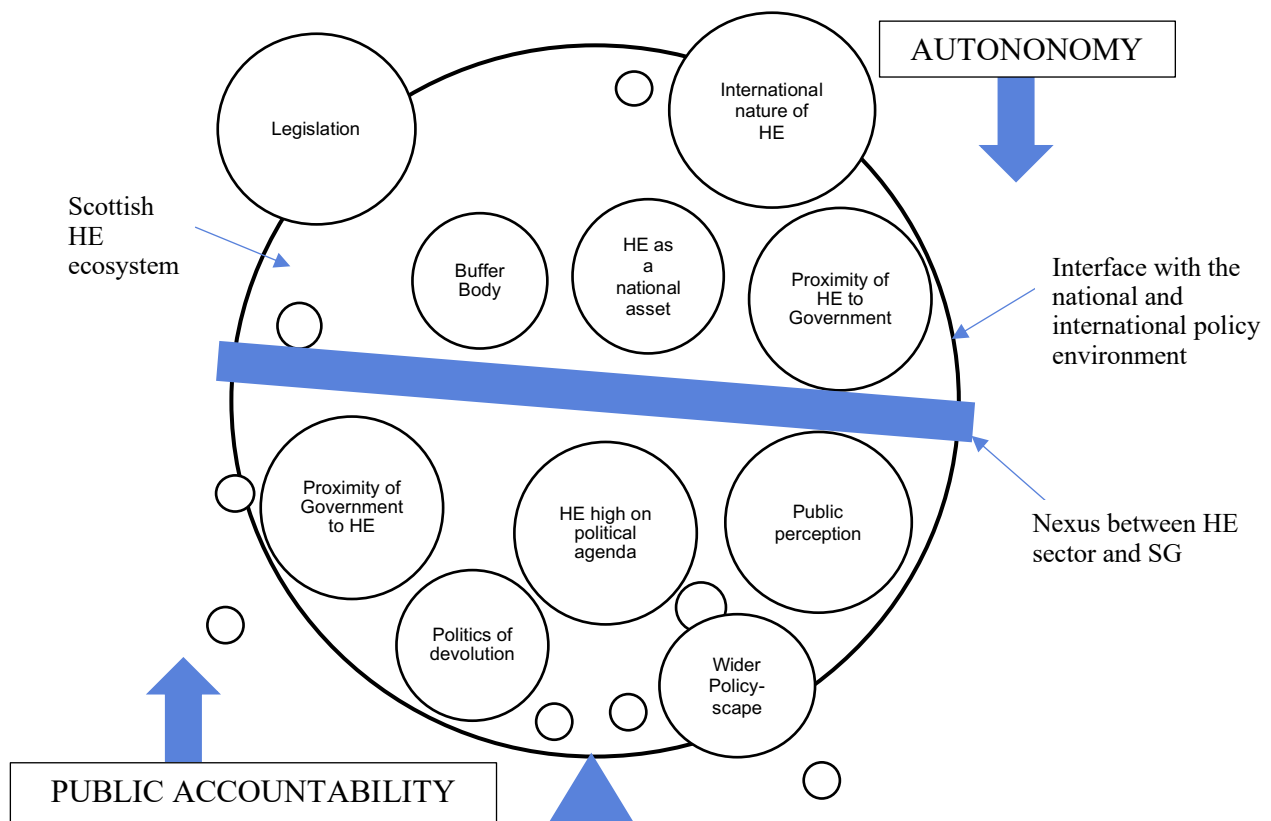 AUTONONOMY
Legislation
International
nature of
HE
Scottish
HE
ecosystem
Buffer
Body
HE as
a
national
asset
Proximity of
HE to
Government
Interface with the
national and
international policy
environment
Proximity of
Government
to HE
HE high on
political
agenda
Public
perception
Nexus between HE
sector and SG
Politics of
devolution
Wider
Policy-
scape
PUBLIC ACCOUNTABILITY